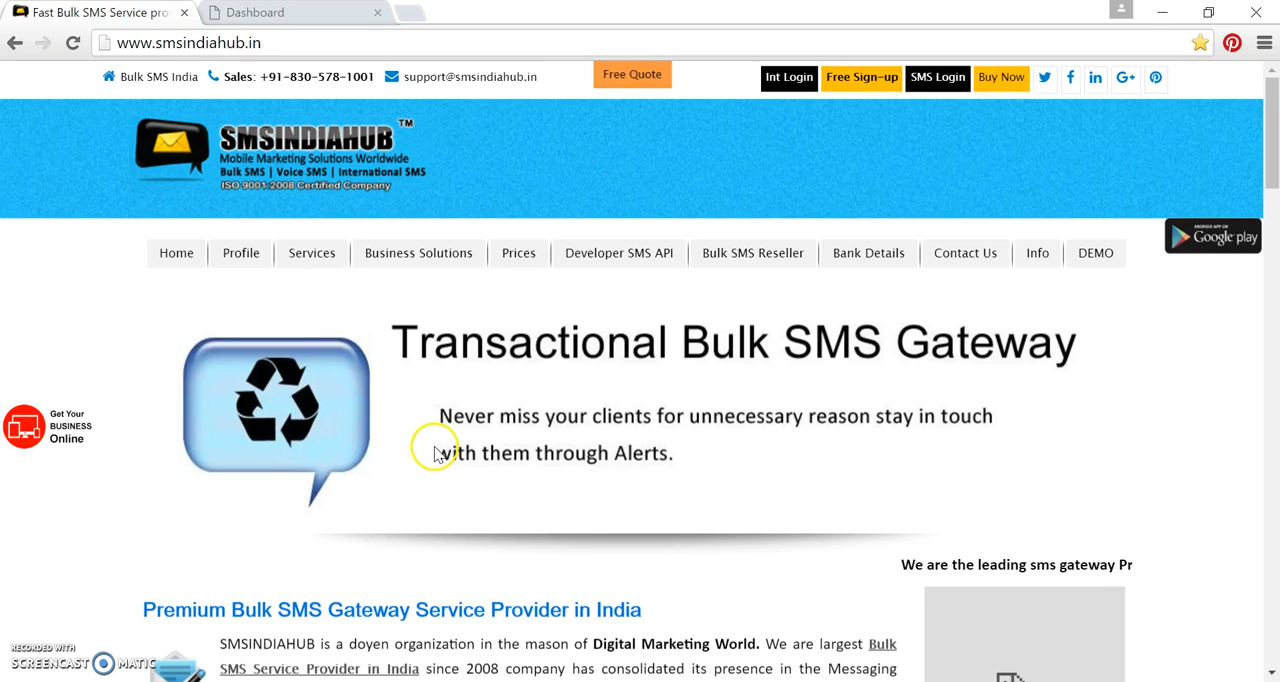 Fast Bulk SMS Service pro
Dashboard
www.smsindiahub.in
Bulk SMS India Sales: +91-830-578-1001 support@smsindiahub.in Free Quote Int Login Free Sign-up SMS Login Buy Now
SMSINDIAHUB TM
Mobile Marketing Solutions Worldwide
Bulk SMS | Voice SMS | International SMS
ISO 9001:2008 Certified Company
ANDROID APP ON
Google play
Home Profile Services Business Solutions Prices Developer SMS API Bulk SMS Reseller Bank Details Contact Us Info DEMO
Transactional Bulk SMS Gateway
Never miss your clients for unnecessary reason stay in touch
with them through Alerts.
Get Your
BUSINESS
Online
We are the leading sms gateway Pr
Premium Bulk SMS Gateway Service Provider in India
SMSINDIAHUB is a doyen organization in the mason of Digital Marketing World. We are largest Bulk
SMS Service Provider in India since 2008 company has consolidated its presence in the Messaging
RECORDED WITH
SCREENCAST MATIC